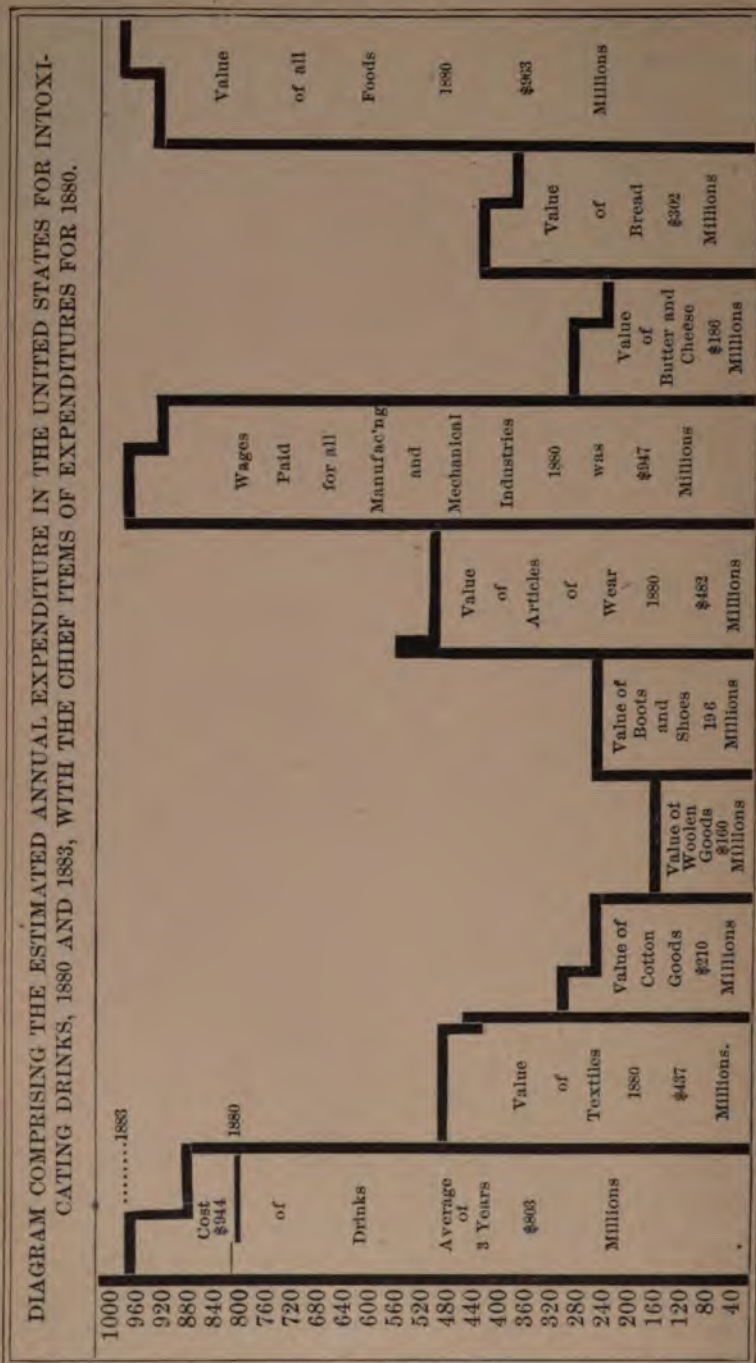 DIAGRAM COMPRISING THE ESTIMATED ANNUAL EXPENDITURE IN THE UNITED STATES FOR INTOXI-
CATING DRINKS, 1880 AND 1883, WITH THE CHIEF ITEMS OF EXPENDITURES FOR 1880.
1000
960
920
880
840
800
760
720
680
640
600
560
520
480
440
400
360
320
280
240
200
160
120
80
40
........1883
1880
Cost
$944
of
Drinks
Average
of
3 Years
$803
Millions
Value
of
Textiles
1880
$437
Millions.
Value of
Cotton
Goods
$210
Millions
Value of
Woolen
Goods
$160
Millions
Value of
Boots
and
Shoes
196
Millions
Value
of
Articles
of
Wear
1880
$482
Millions
Wages
Paid
for all
Manufac'ng
and
Mechanical
Industries
1880
was
$947
Millions
Value
of
Butter and
Cheese
$186
Millions
Value
of
Bread
$302
Millions
Value
of all
Foods
1880
$963
Millions